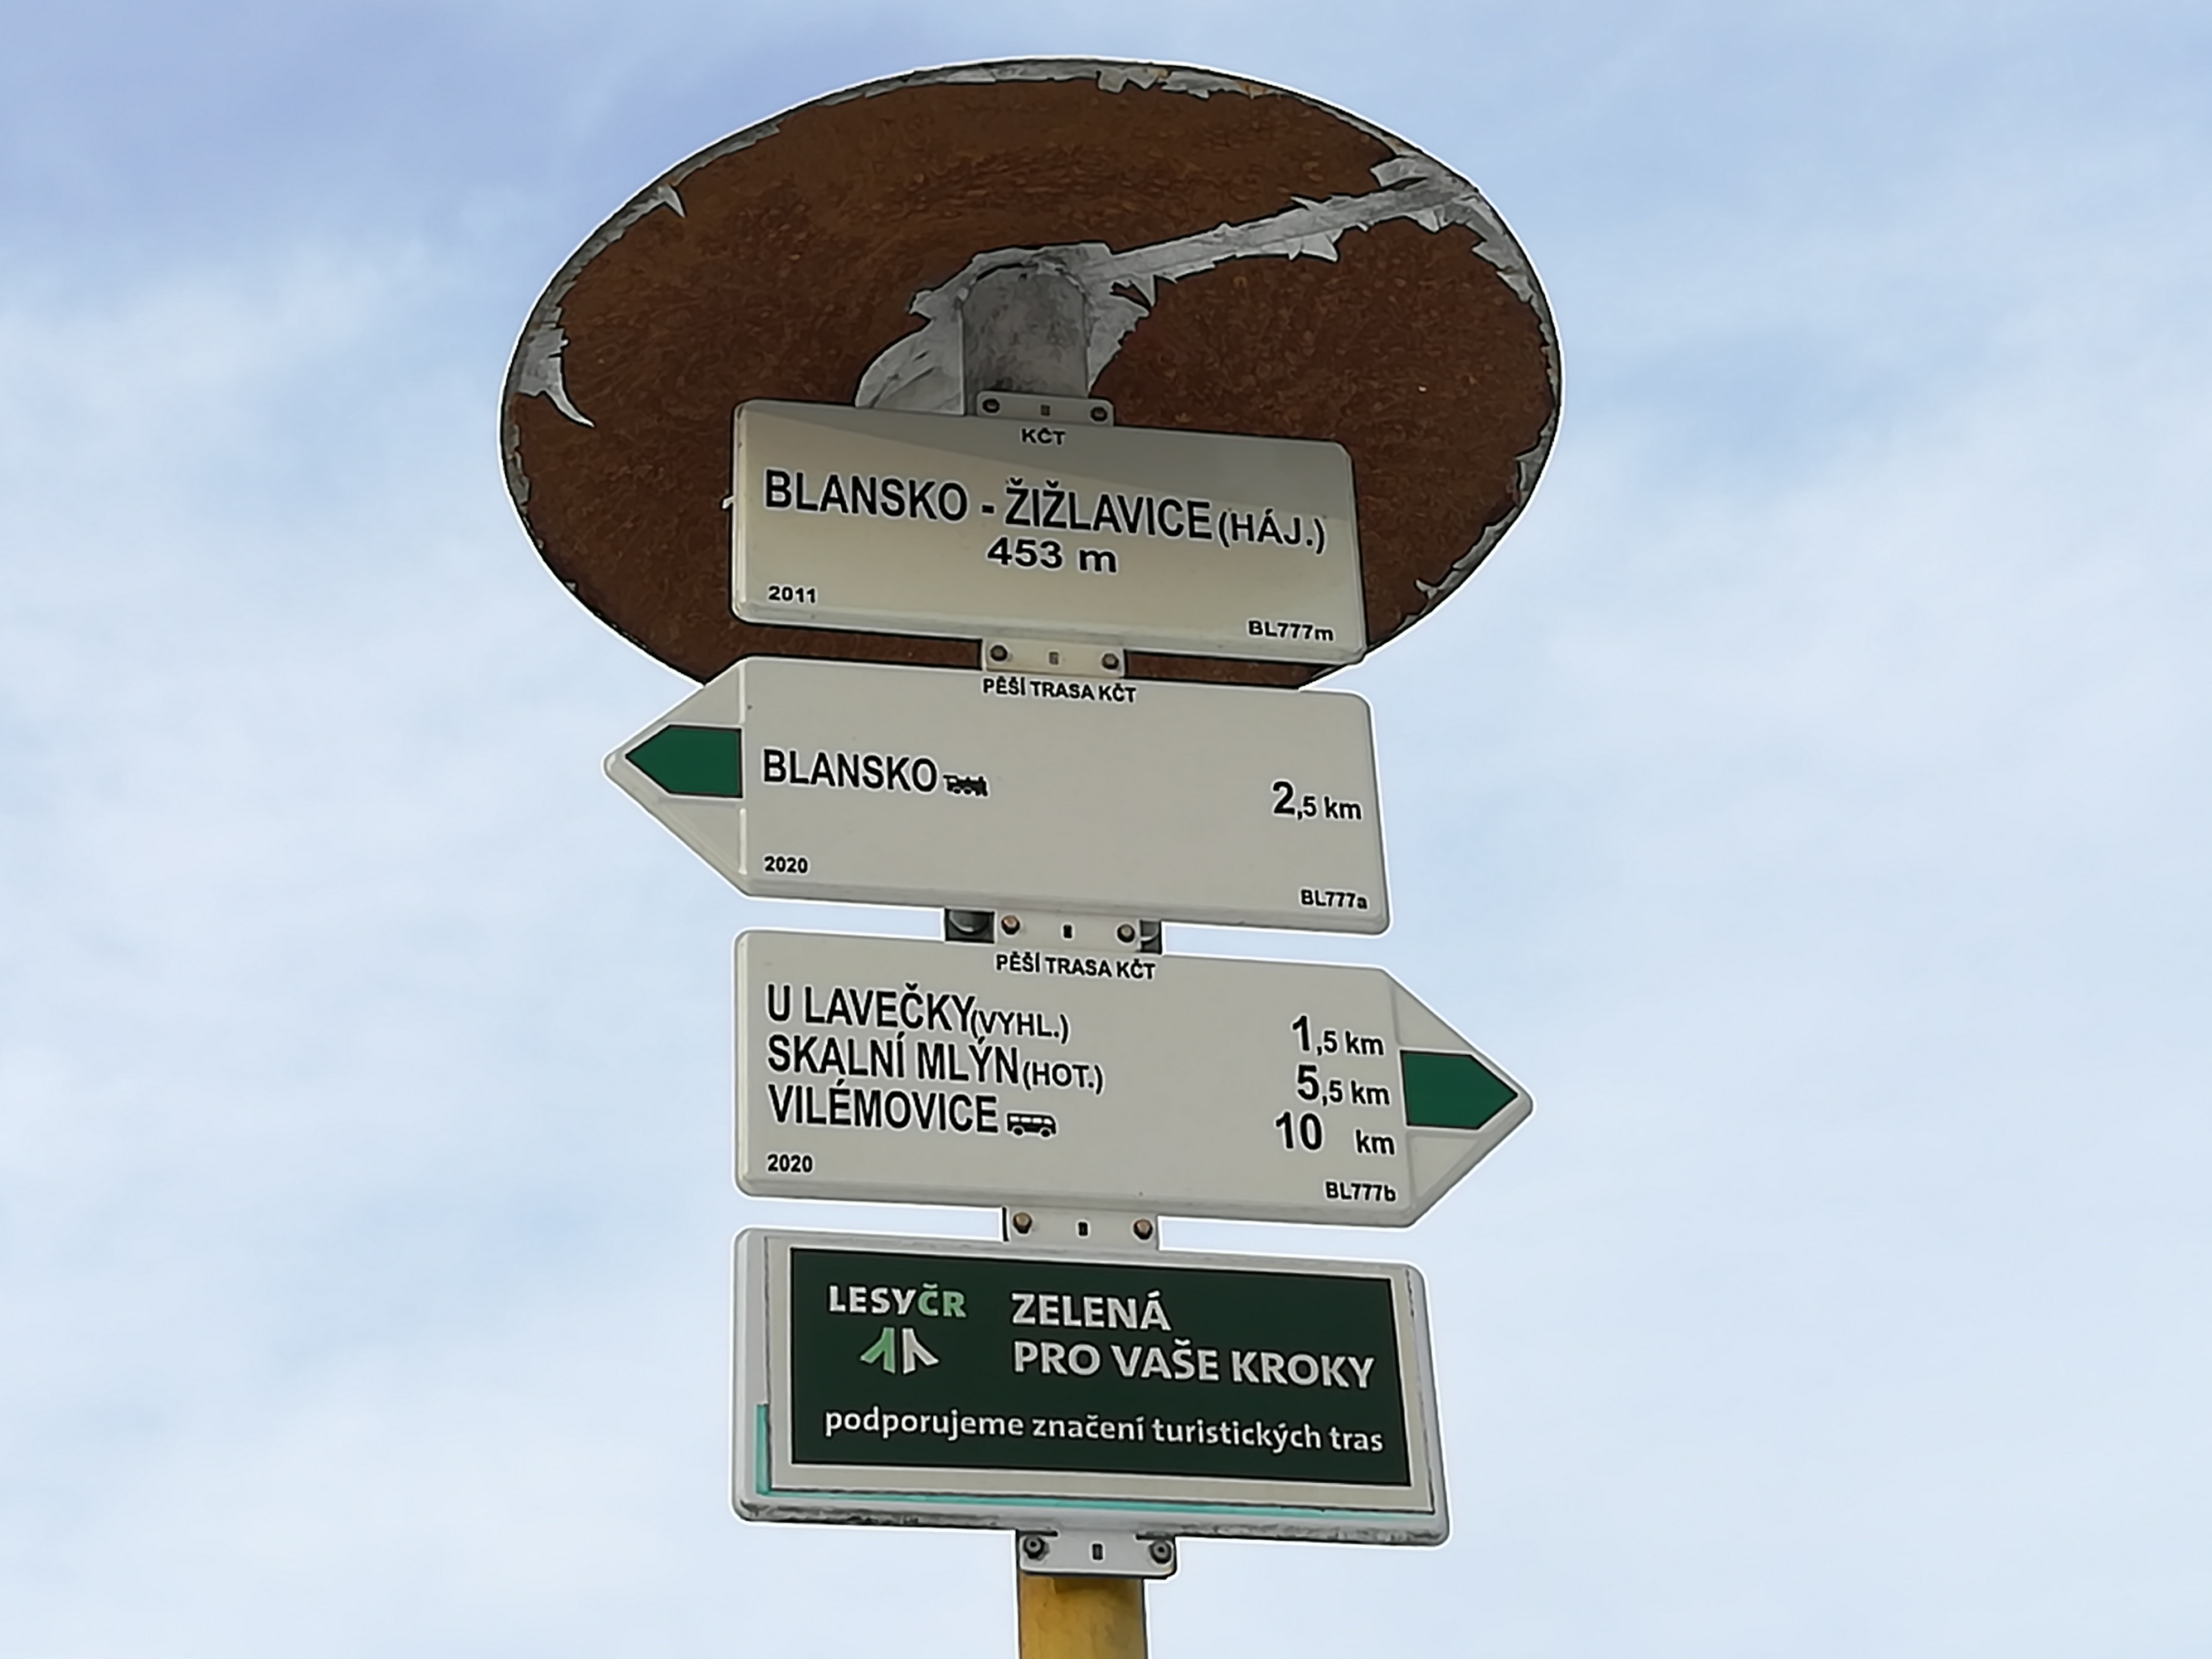 KČT
BLANSKO - ŽIŽLAVICE (HÁJ.)
453 m
2011 BL777m
PĚŠÍ TRASA KČT
BLANSKO 2,5 km
2020 BL777a
PĚŠÍ TRASA KČT
U LAVEČKY (VYHL.) 1,5 km
SKALNÍ MLÝN (HOT.) 5,5 km
VILÉMOVICE 10 km
2020 BL777b
LESYČR
ZELENÁ
PRO VAŠE KROKY
podporujeme značení turistických tras